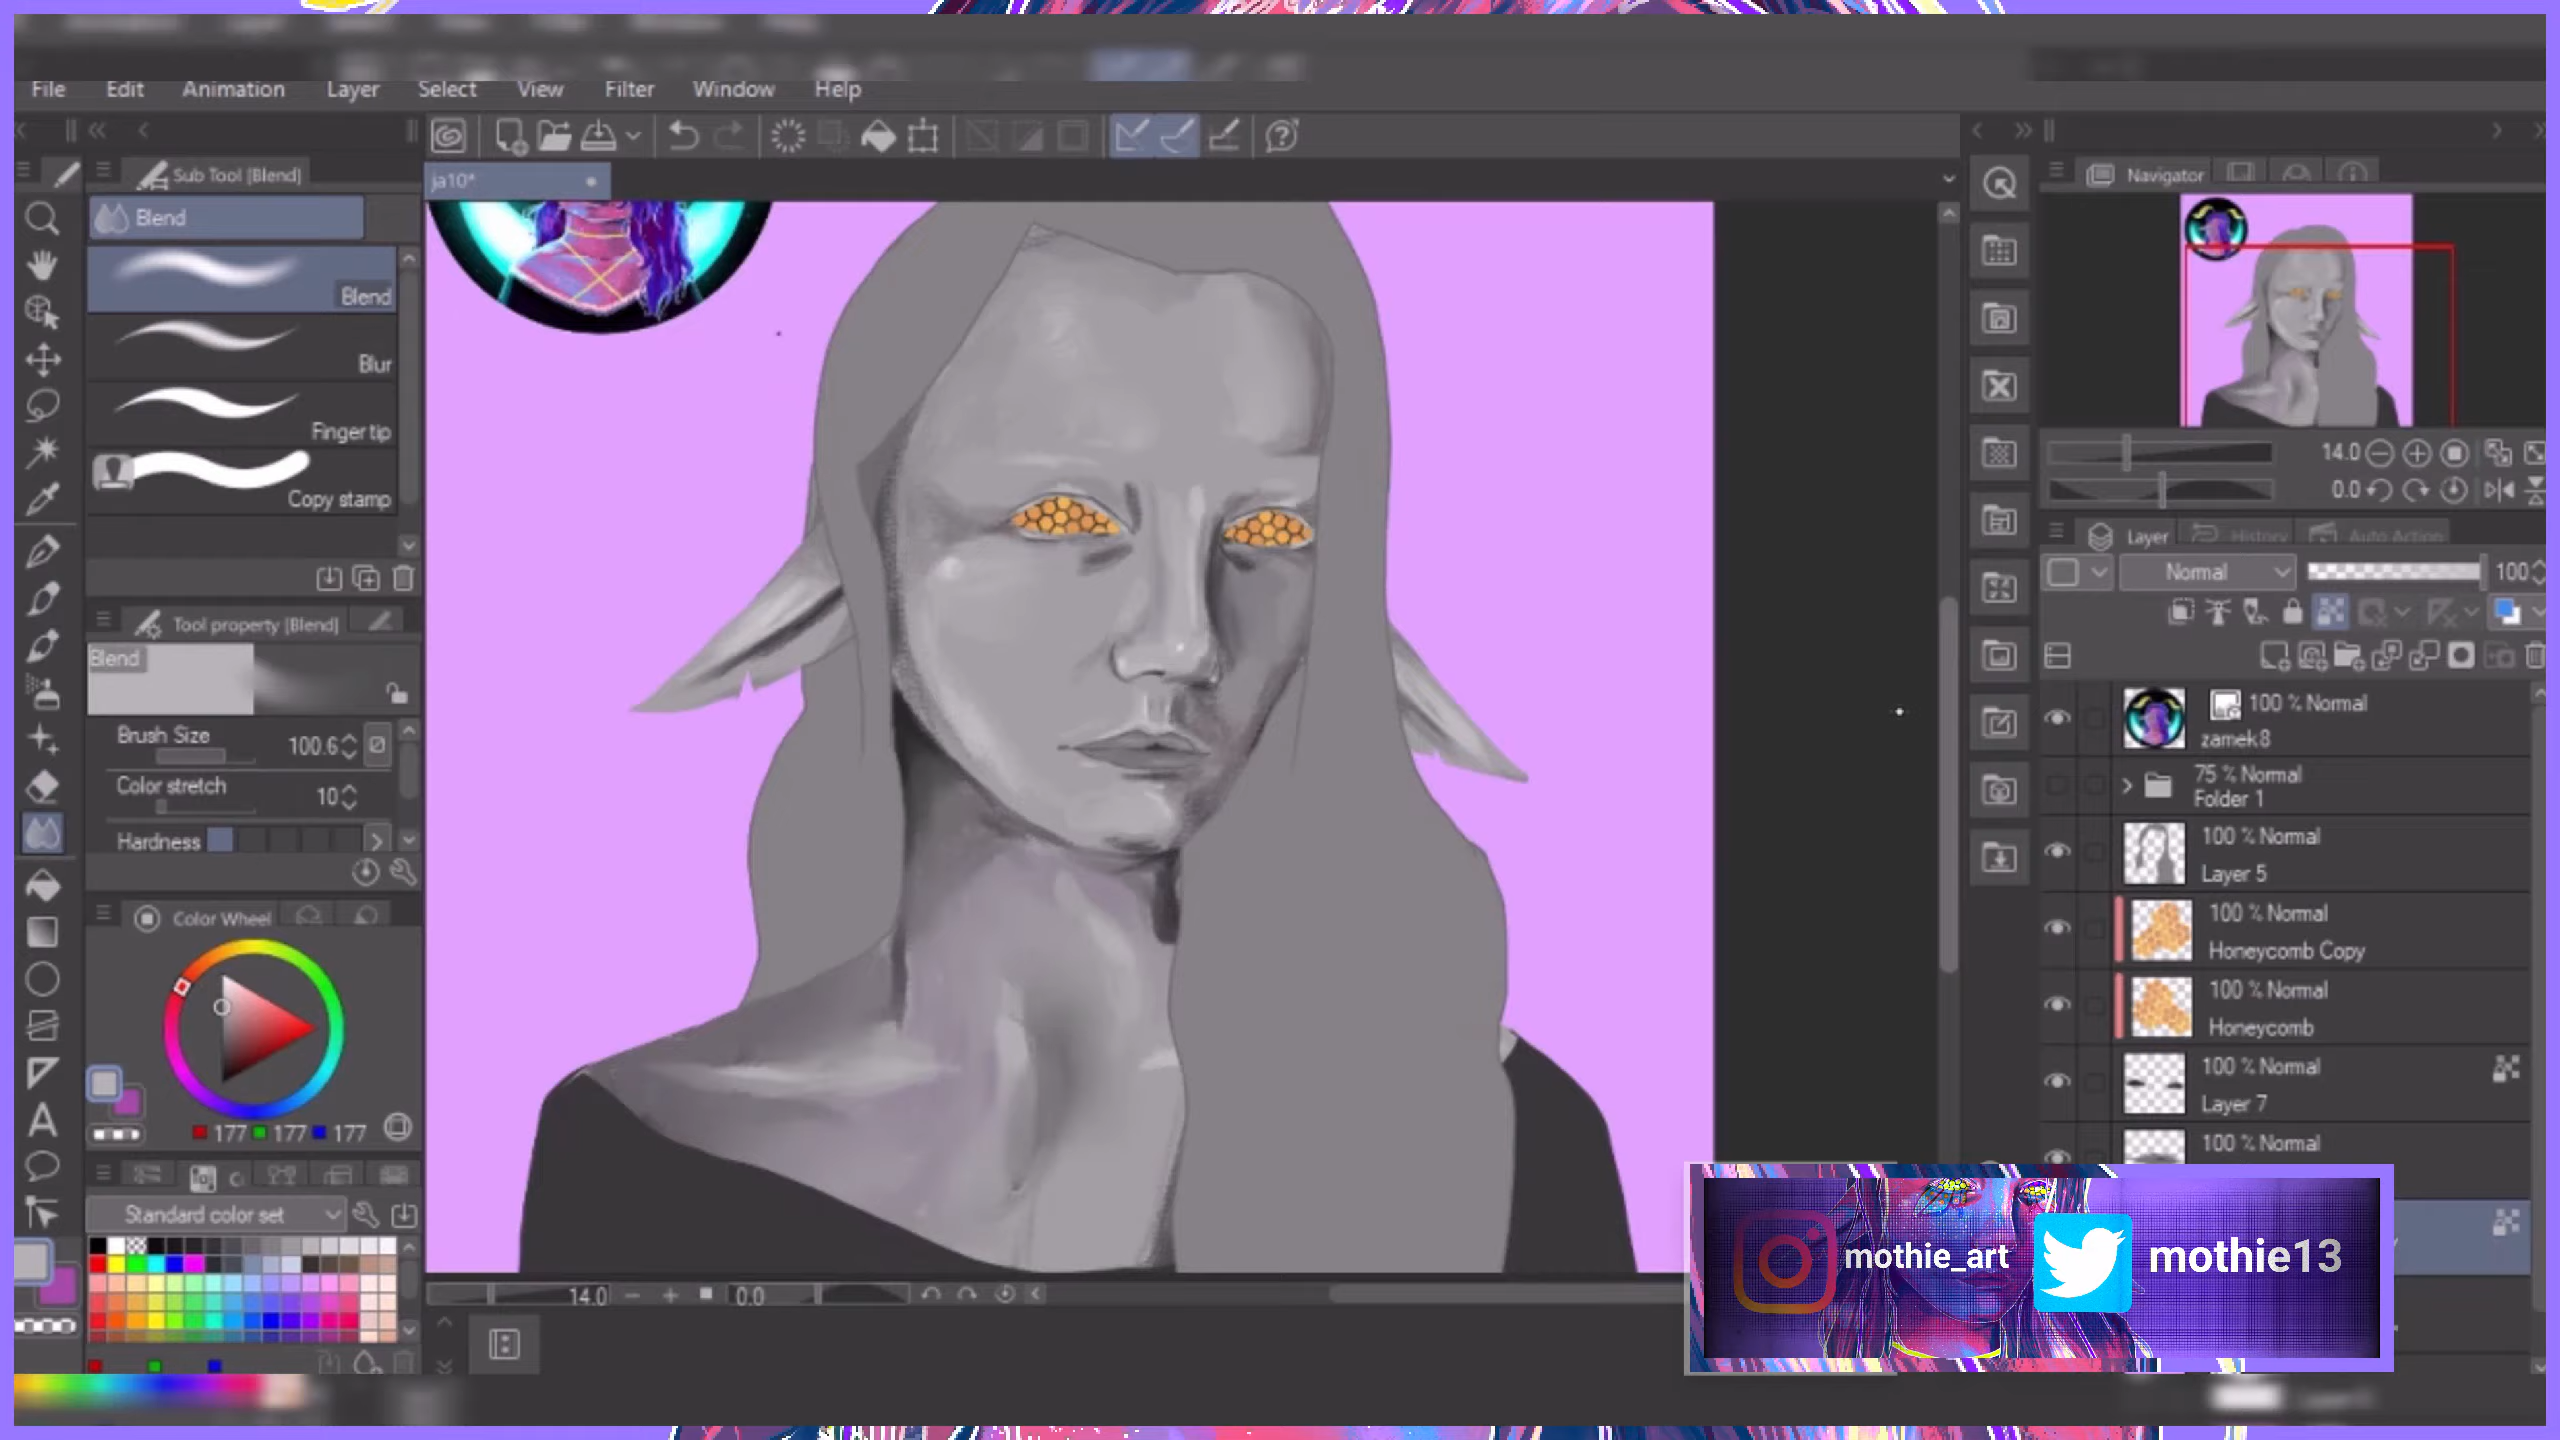 File Edit Animation Layer Select View Filter Window Help
Sub Tool [Blend]
ja10*
Navigator
Blend
Blend
Blur
Finger tip
Copy stamp
14.0
0.0
Layer History Auto Action
Normal 100
Tool property [Blend]
Blend
Brush Size 100.6
Color stretch 10
Hardness
100 % Normal
zamek8
75 % Normal
Folder 1
100 % Normal
Layer 5
100 % Normal
Honeycomb Copy
100 % Normal
Honeycomb
100 % Normal
Layer 7
100 % Normal
Color Wheel
177 177 177
Standard color set
14.0 0.0
mothie_art mothie13